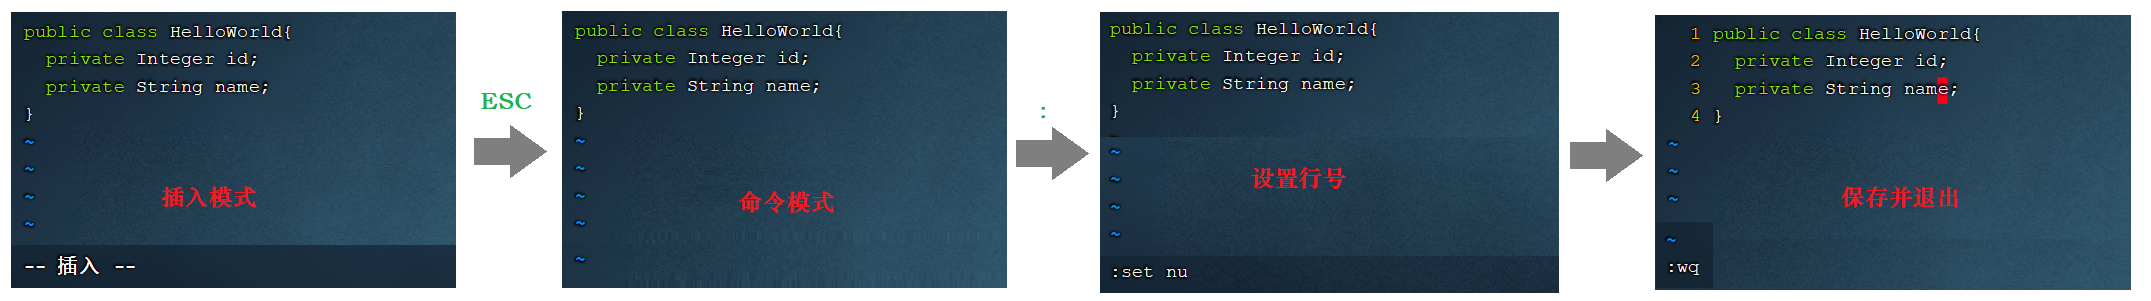 public class HelloWorld{
  private Integer id;
  private String name;
}
~
~
~
~
插入模式
-- 插入 --
ESC
public class HelloWorld{
  private Integer id;
  private String name;
}
~
~
~
~
~
命令模式
:
public class HelloWorld{
  private Integer id;
  private String name;
}
~
~
~
~
设置行号
:set nu
1 public class HelloWorld{
2   private Integer id;
3   private String name;
4 }
~
~
~
~
保存并退出
:wq